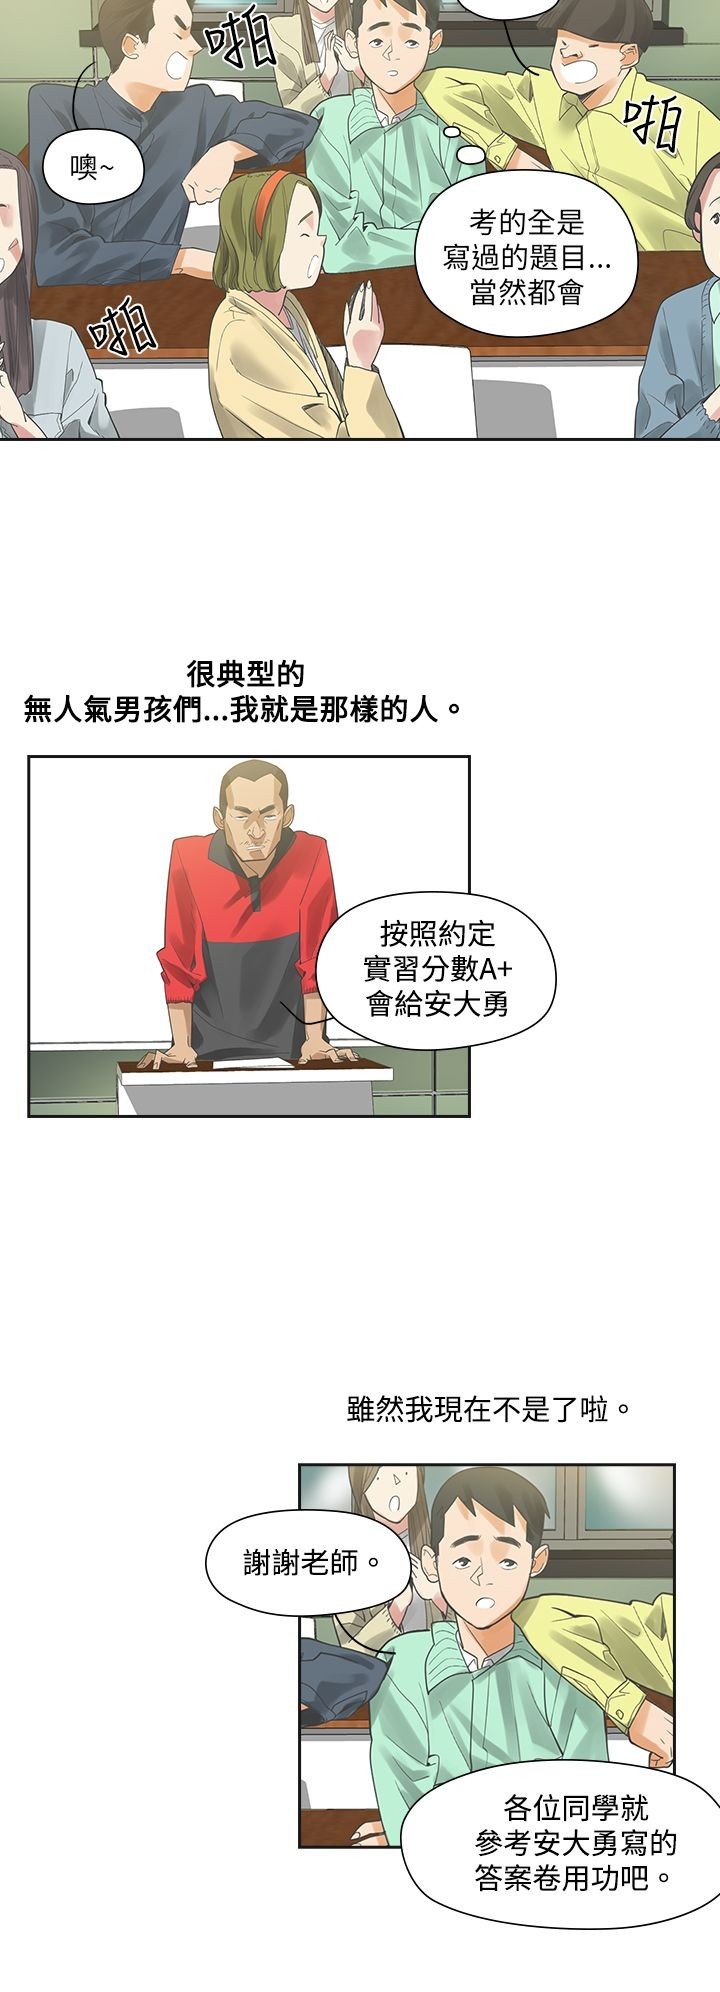 啪
噢~
啪
考的全是
寫過的題目...
當然都會
啪
很典型的
無人氣男孩們...我就是那樣的人。
按照約定
實習分數A+
會給安大勇
雖然我現在不是了啦。
謝謝老師。
各位同學就
參考安大勇寫的
答案卷用功吧。